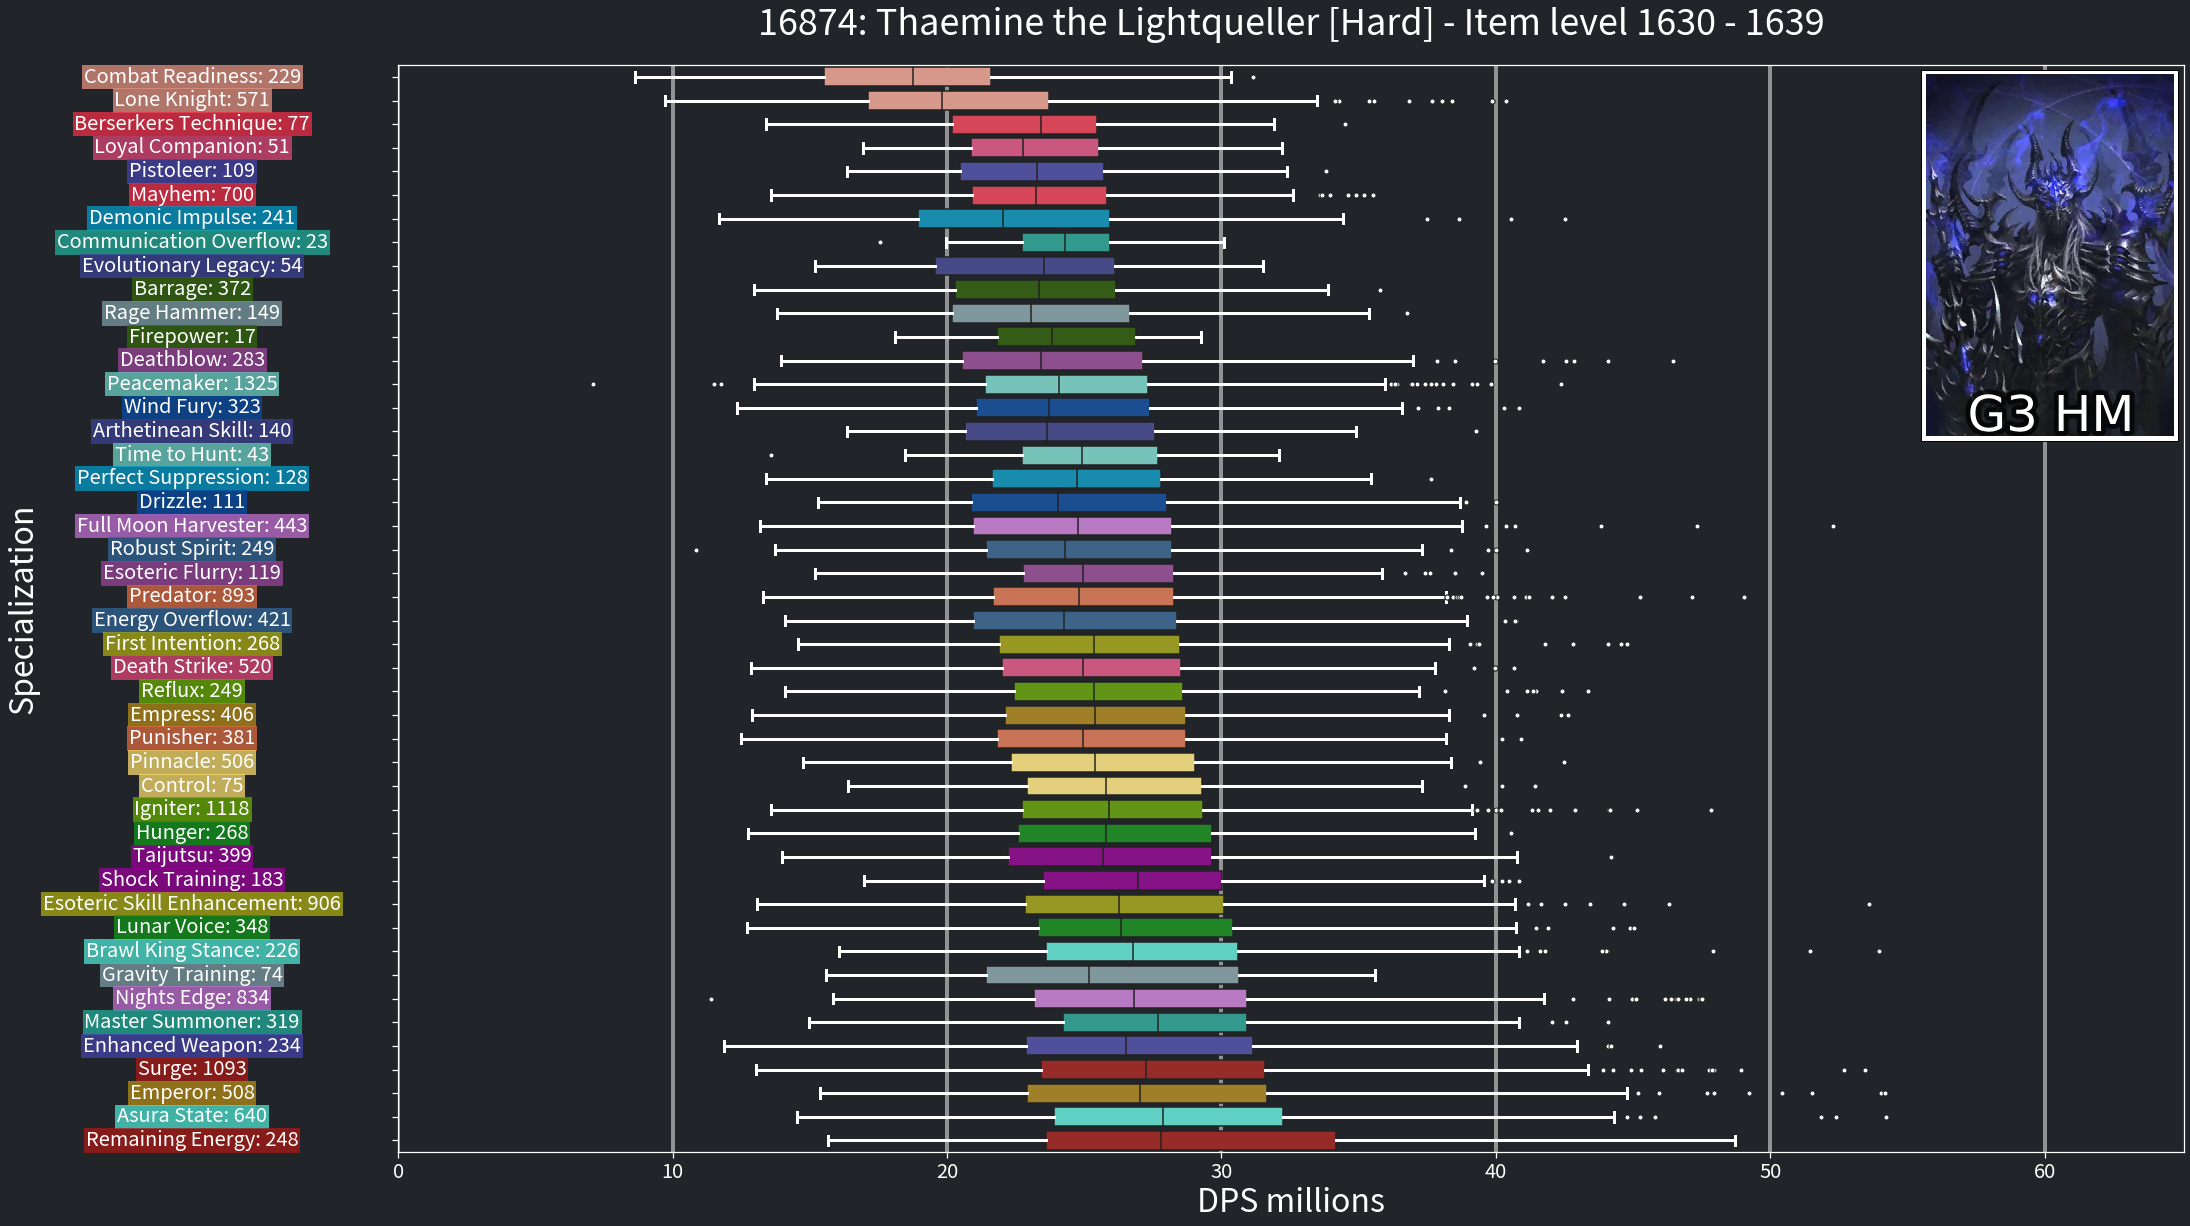 16874: Thaemine the Lightqueller [Hard] - Item level 1630 - 1639
Combat Readiness: 229
Lone Knight: 571
Berserkers Technique: 77
Loyal Companion: 51
Pistoleer: 109
Mayhem: 700
Demonic Impulse: 241
Communication Overflow: 23
Evolutionary Legacy: 54
Barrage: 372
Rage Hammer: 149
Firepower: 17
Deathblow: 283
Peacemaker: 1325
Wind Fury: 323
Arthetinean Skill: 140
Time to Hunt: 43
Perfect Suppression: 128
Drizzle: 111
Full Moon Harvester: 443
Robust Spirit: 249
Esoteric Flurry: 119
Predator: 893
Energy Overflow: 421
First Intention: 268
Death Strike: 520
Reflux: 249
Empress: 406
Punisher: 381
Pinnacle: 506
Control: 75
Igniter: 1118
Hunger: 268
Taijutsu: 399
Shock Training: 183
Esoteric Skill Enhancement: 906
Lunar Voice: 348
Brawl King Stance: 226
Gravity Training: 74
Nights Edge: 834
Master Summoner: 319
Enhanced Weapon: 234
Surge: 1093
Emperor: 508
Asura State: 640
Remaining Energy: 248
Specialization
G3 HM
0 10 20 30 40 50 60
DPS millions